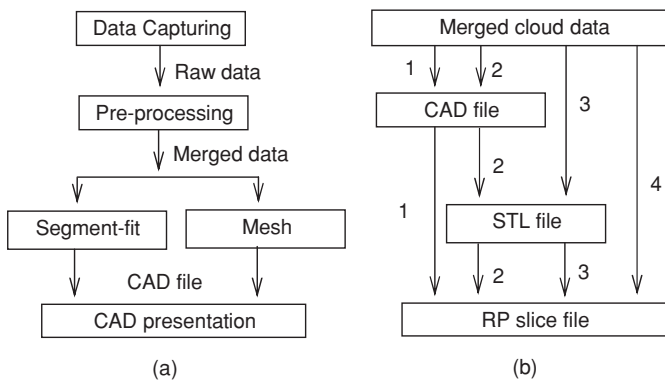 Data Capturing
Raw data
Pre-processing
Merged data
Segment-fit
Mesh
CAD file
CAD presentation
(a)
Merged cloud data
1
2
3
CAD file
2
1
4
STL file
2
3
RP slice file
(b)